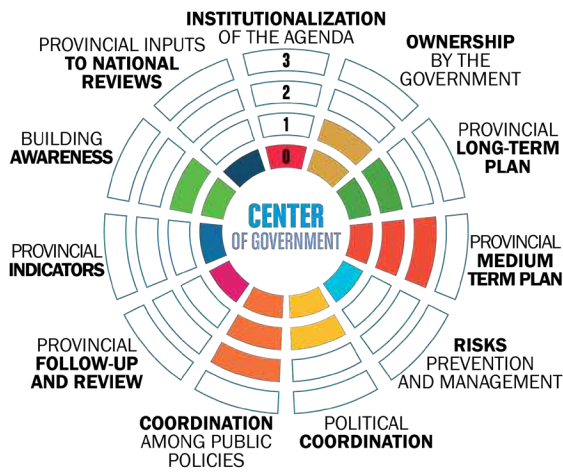 INSTITUTIONALIZATION
OF THE AGENDA
OWNERSHIP
BY THE
GOVERNMENT
PROVINCIAL
LONG-TERM
PLAN
PROVINCIAL
MEDIUM
TERM PLAN
RISKS
PREVENTION
AND MANAGEMENT
POLITICAL
COORDINATION
COORDINATION
AMONG PUBLIC
POLICIES
PROVINCIAL
FOLLOW-UP
AND REVIEW
PROVINCIAL
INDICATORS
BUILDING
AWARENESS
PROVINCIAL INPUTS
TO NATIONAL
REVIEWS
3
2
1
0
CENTER
OF GOVERNMENT